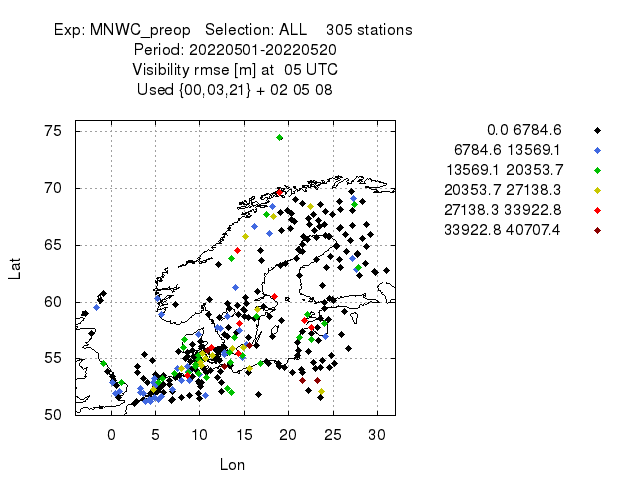 Exp: MNWC_preop   Selection: ALL    305 stations
Period: 20220501-20220520
Visibility rmse [m] at  05 UTC
Used {00,03,21} + 02 05 08
0.0 6784.6
6784.6 13569.1
13569.1 20353.7
20353.7 27138.3
27138.3 33922.8
33922.8 40707.4
75
70
65
60
55
50
Lat
0 5 10 15 20 25 30
Lon